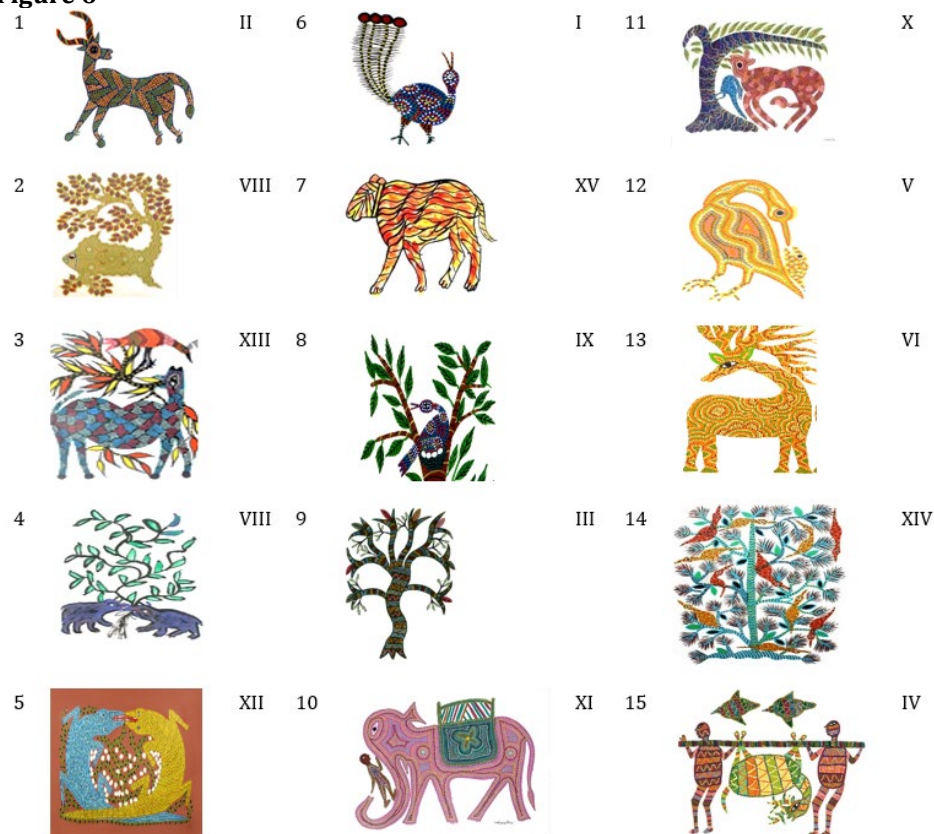 1 II 6 I 11 X
2 VIII 7 XV 12 V
3 XIII 8 IX 13 VI
4 VIII 9 III 14 XIV
5 XII 10 XI 15 IV